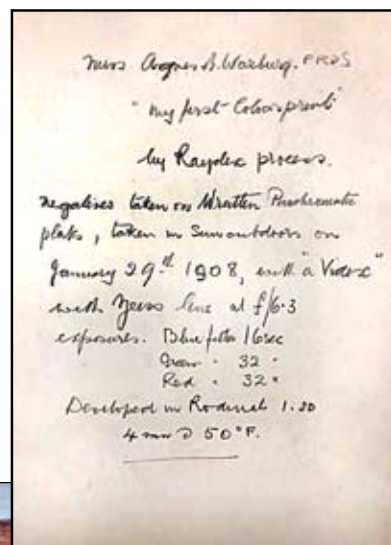 Miss Agnes B. Warburg. FRPS
"My first Colour print"
by Raydex process.
negatives taken on Wratten Panchromatic
plates, taken in Sun outdoors on
January 29th 1908, with "a Videx"
with Zeiss lens at f/6.3
exposures. Blue filter 16 sec
Green " 32 "
Red " 32 "
Developed in Rodinal 1.20
4 min @ 50°F.